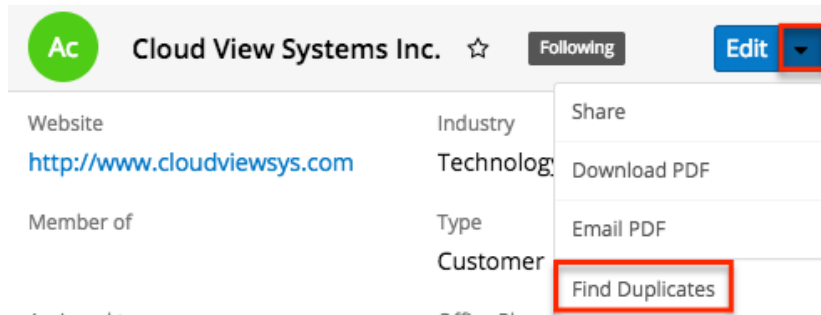 Ac Cloud View Systems Inc. Following Edit
Website Industry Share
http://www.cloudviewsys.com Technology Download PDF
Member of Type Email PDF
Customer
Find Duplicates